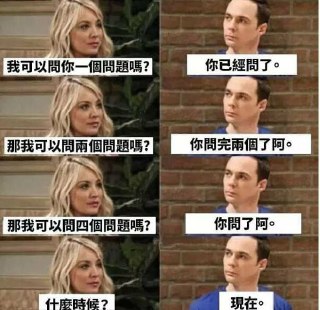 我可以問你一個問題嗎?
你已經問了。
那我可以問兩個問題嗎?
你問完兩個了阿。
那我可以問四個問題嗎?
你問了阿。
什麼時候?
現在。